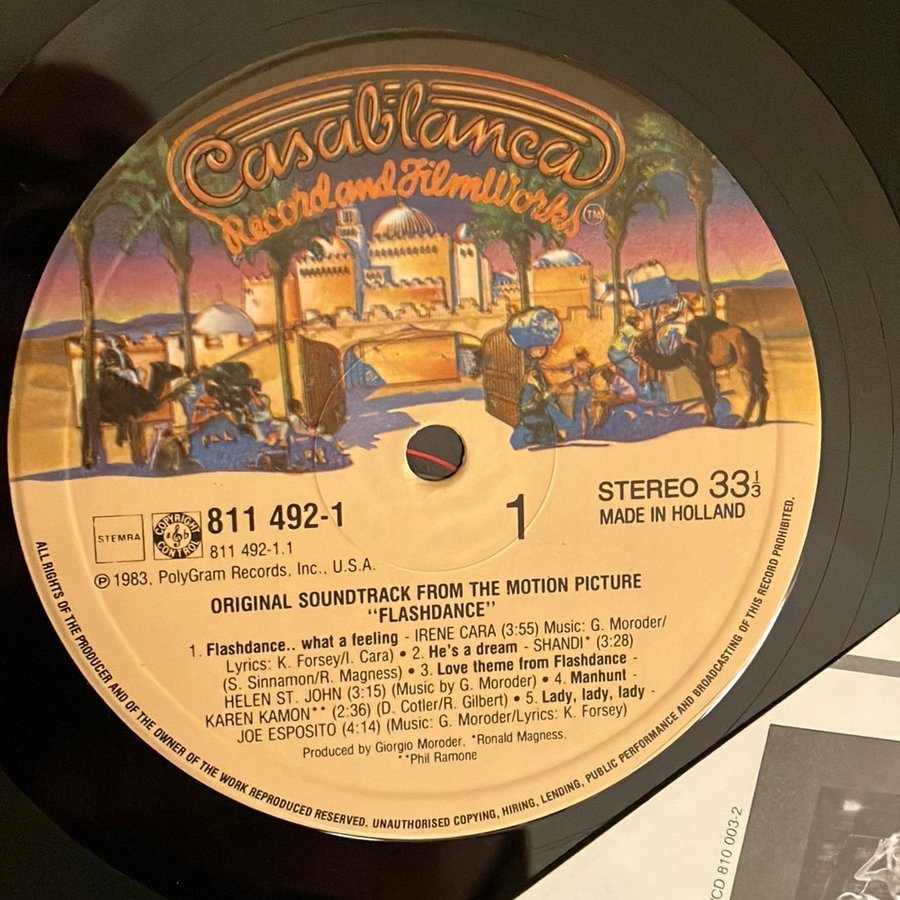 Casablanca
Record and FilmWorks TM
STEMRA
COPYRIGHT CONTROL
811 492-1
811 492-1.1
1
STEREO 33⅓
MADE IN HOLLAND
℗1983, PolyGram Records, Inc., U.S.A.
ORIGINAL SOUNDTRACK FROM THE MOTION PICTURE
"FLASHDANCE"
1. Flashdance.. what a feeling - IRENE CARA (3:55) Music: G. Moroder/
Lyrics: K. Forsey/I. Cara) • 2. He's a dream - SHANDI* (3:28)
(S. Sinnamon/R. Magness) • 3. Love theme from Flashdance -
HELEN ST. JOHN (3:15) (Music by G. Moroder) • 4. Manhunt -
KAREN KAMON** (2:36) (D. Cotler/R. Gilbert) • 5. Lady, lady, lady -
JOE ESPOSITO (4:14) (Music: G. Moroder/Lyrics: K. Forsey)
Produced by Giorgio Moroder, *Ronald Magness.
**Phil Ramone
ALL RIGHTS OF THE PRODUCER AND OF THE OWNER OF THE WORK REPRODUCED RESERVED. UNAUTHORISED COPYING, HIRING, LENDING, PUBLIC PERFORMANCE AND BROADCASTING OF THIS RECORD PROHIBITED.
CD 810 003-2